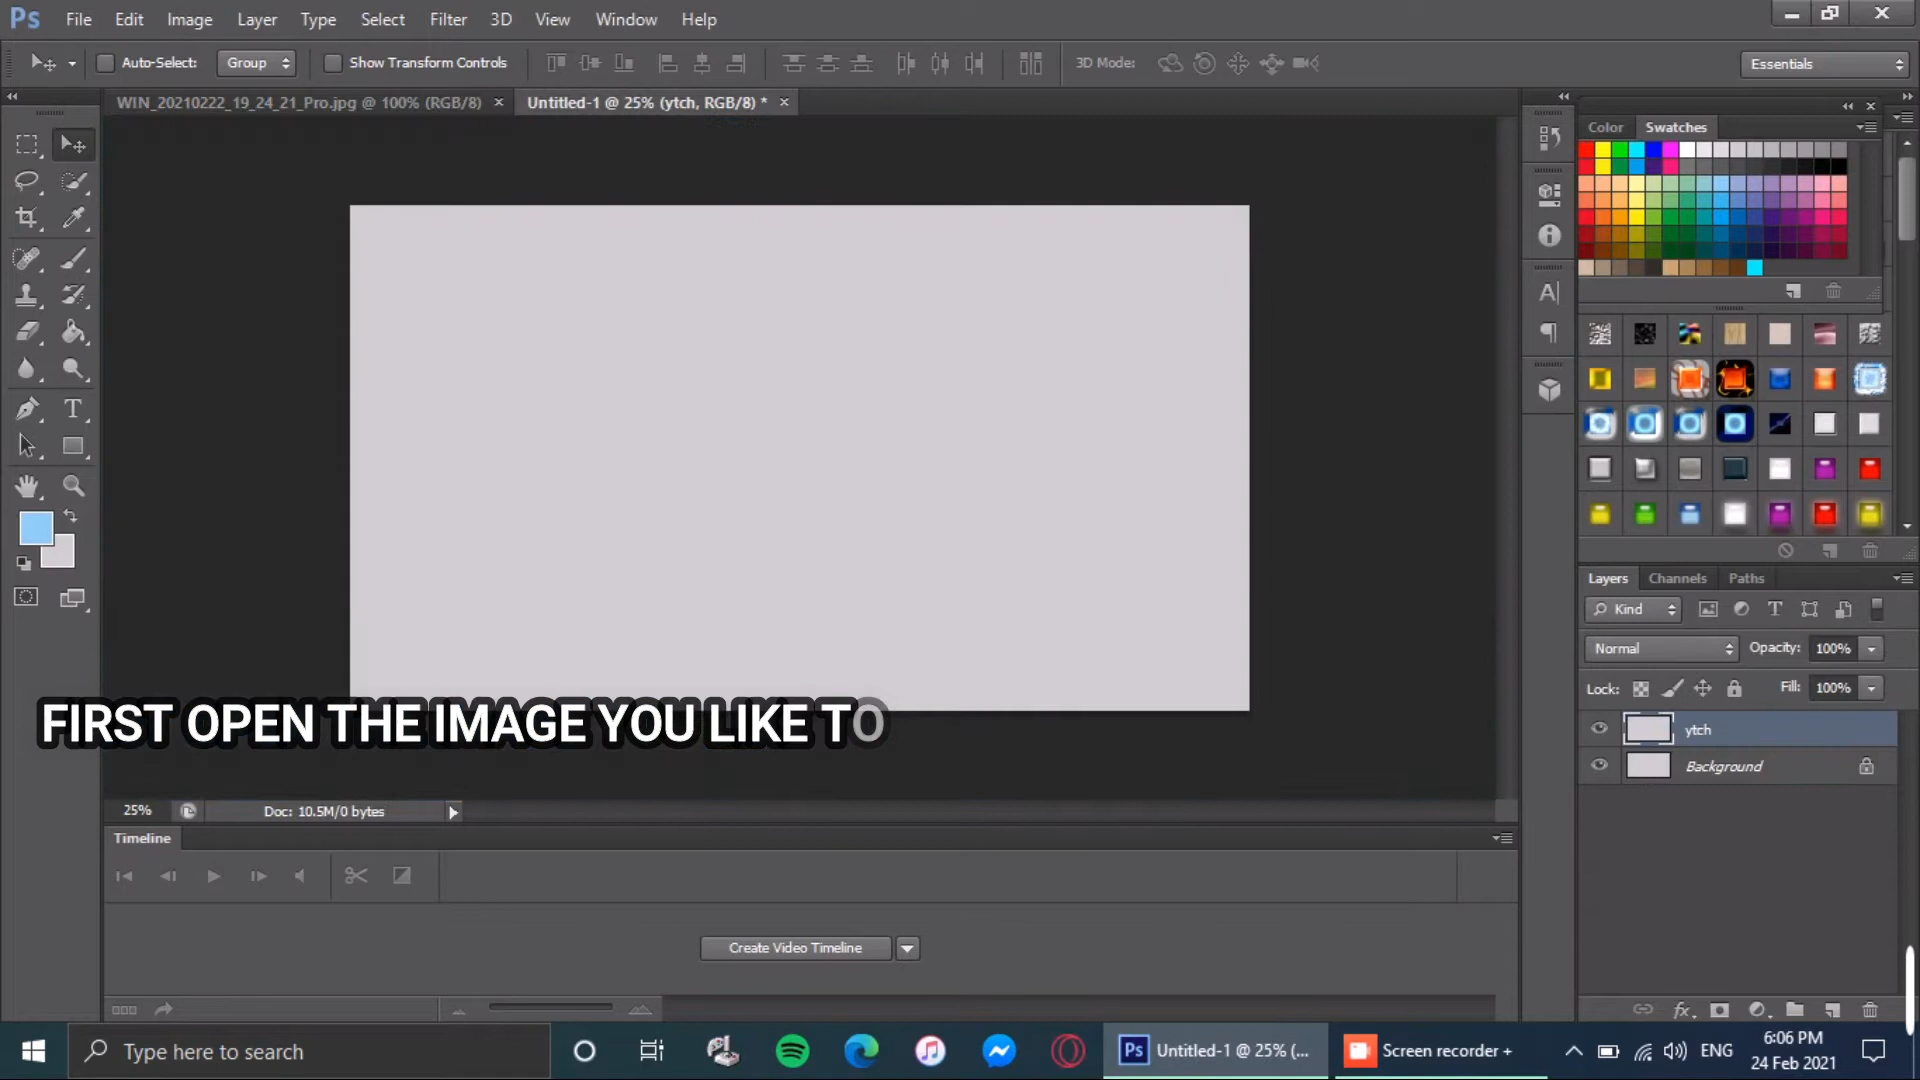 Ps File Edit Image Layer Type Select Filter 3D View Window Help
Auto-Select: Group Show Transform Controls 3D Mode: Essentials
WIN_20210222_19_24_21_Pro.jpg @ 100% (RGB/8) × Untitled-1 @ 25% (ytch, RGB/8) * ×
Color Swatches
FIRST OPEN THE IMAGE YOU LIKE TO
Layers Channels Paths
Kind
Normal Opacity: 100%
Lock: Fill: 100%
ytch
Background
25% Doc: 10.5M/0 bytes
Timeline
Create Video Timeline
Type here to search
Ps Untitled-1 @ 25% (...
Screen recorder +
ENG
6:06 PM
24 Feb 2021